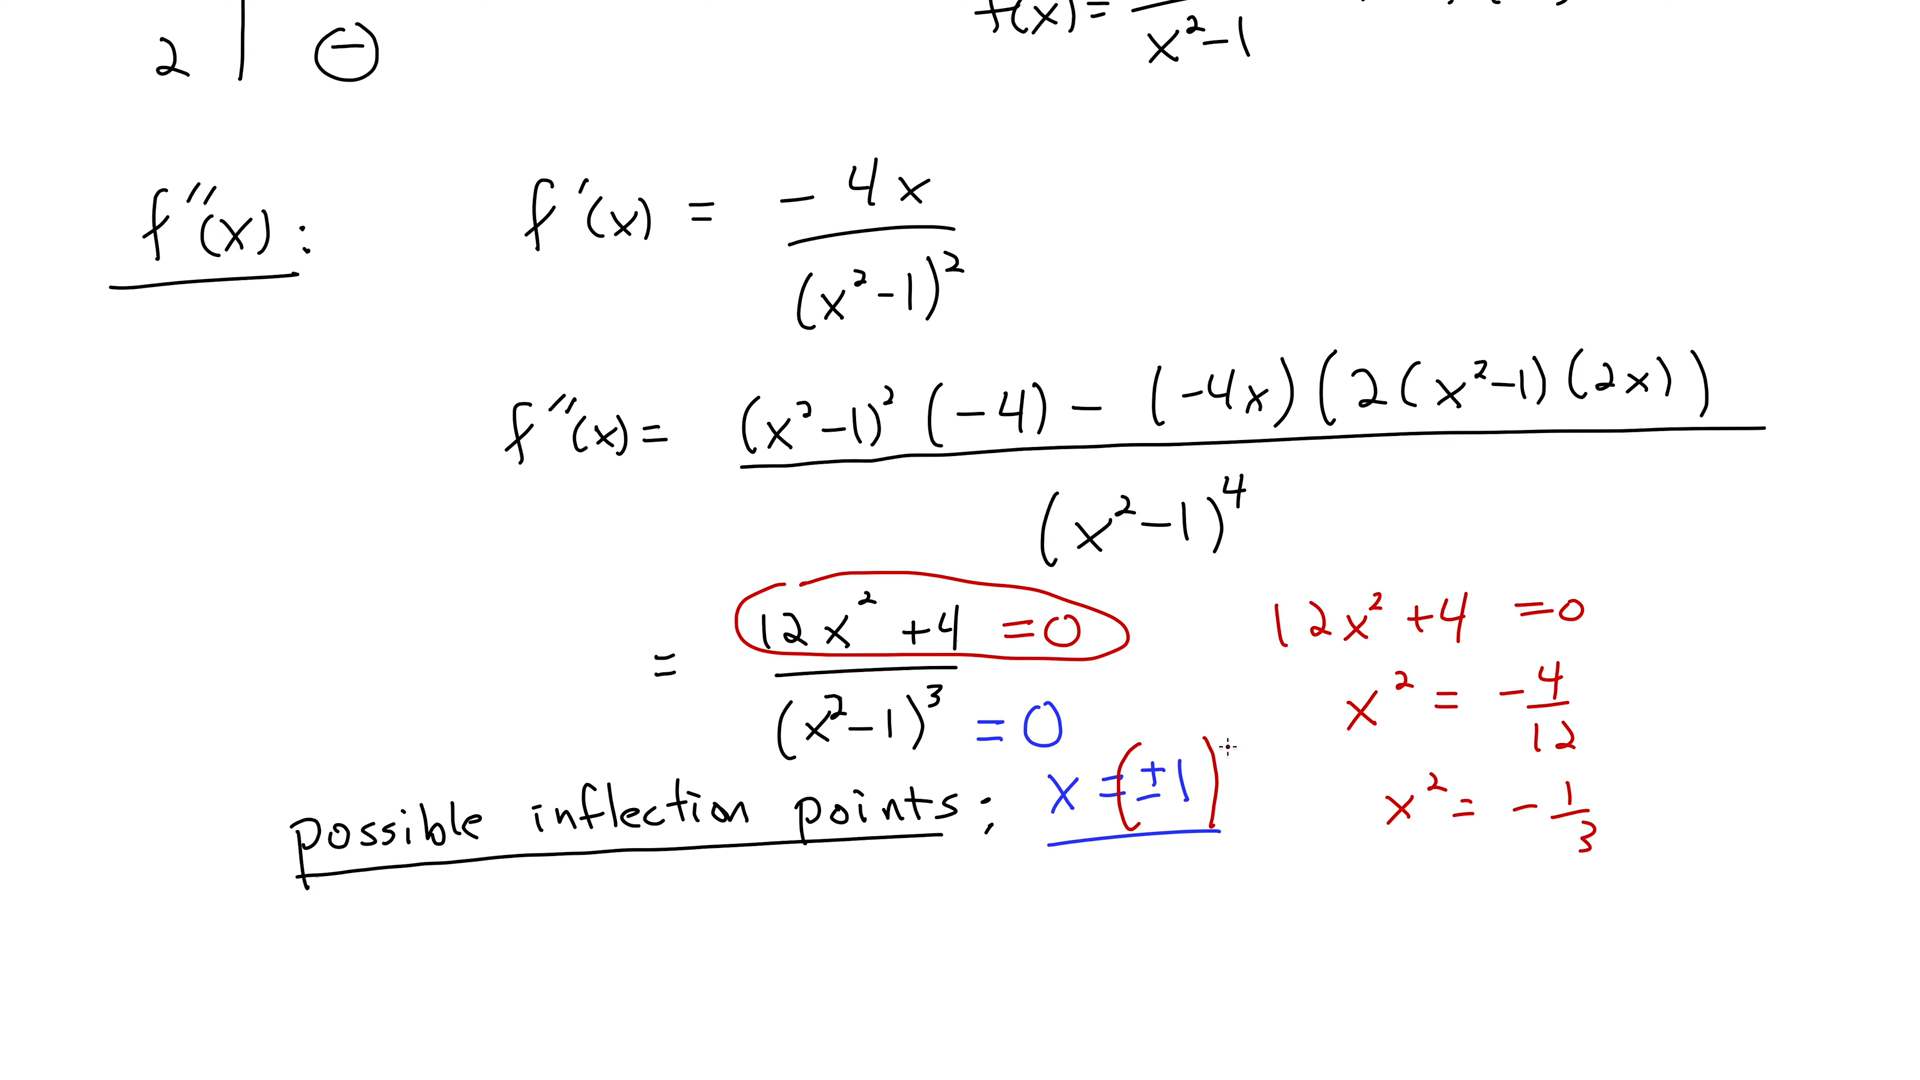 2 | ⊖
f(x) =
x² - 1
f''(x) :
f'(x) = - 4x / (x² - 1)²
f''(x) = (x² - 1)² (-4) - (-4x) (2 (x² - 1) (2x)) / (x² - 1)⁴
= 12x² + 4 = 0 / (x² - 1)³ = 0
12x² + 4 = 0
x² = - 4/12
x² = - 1/3
possible inflection points: x = (± 1)